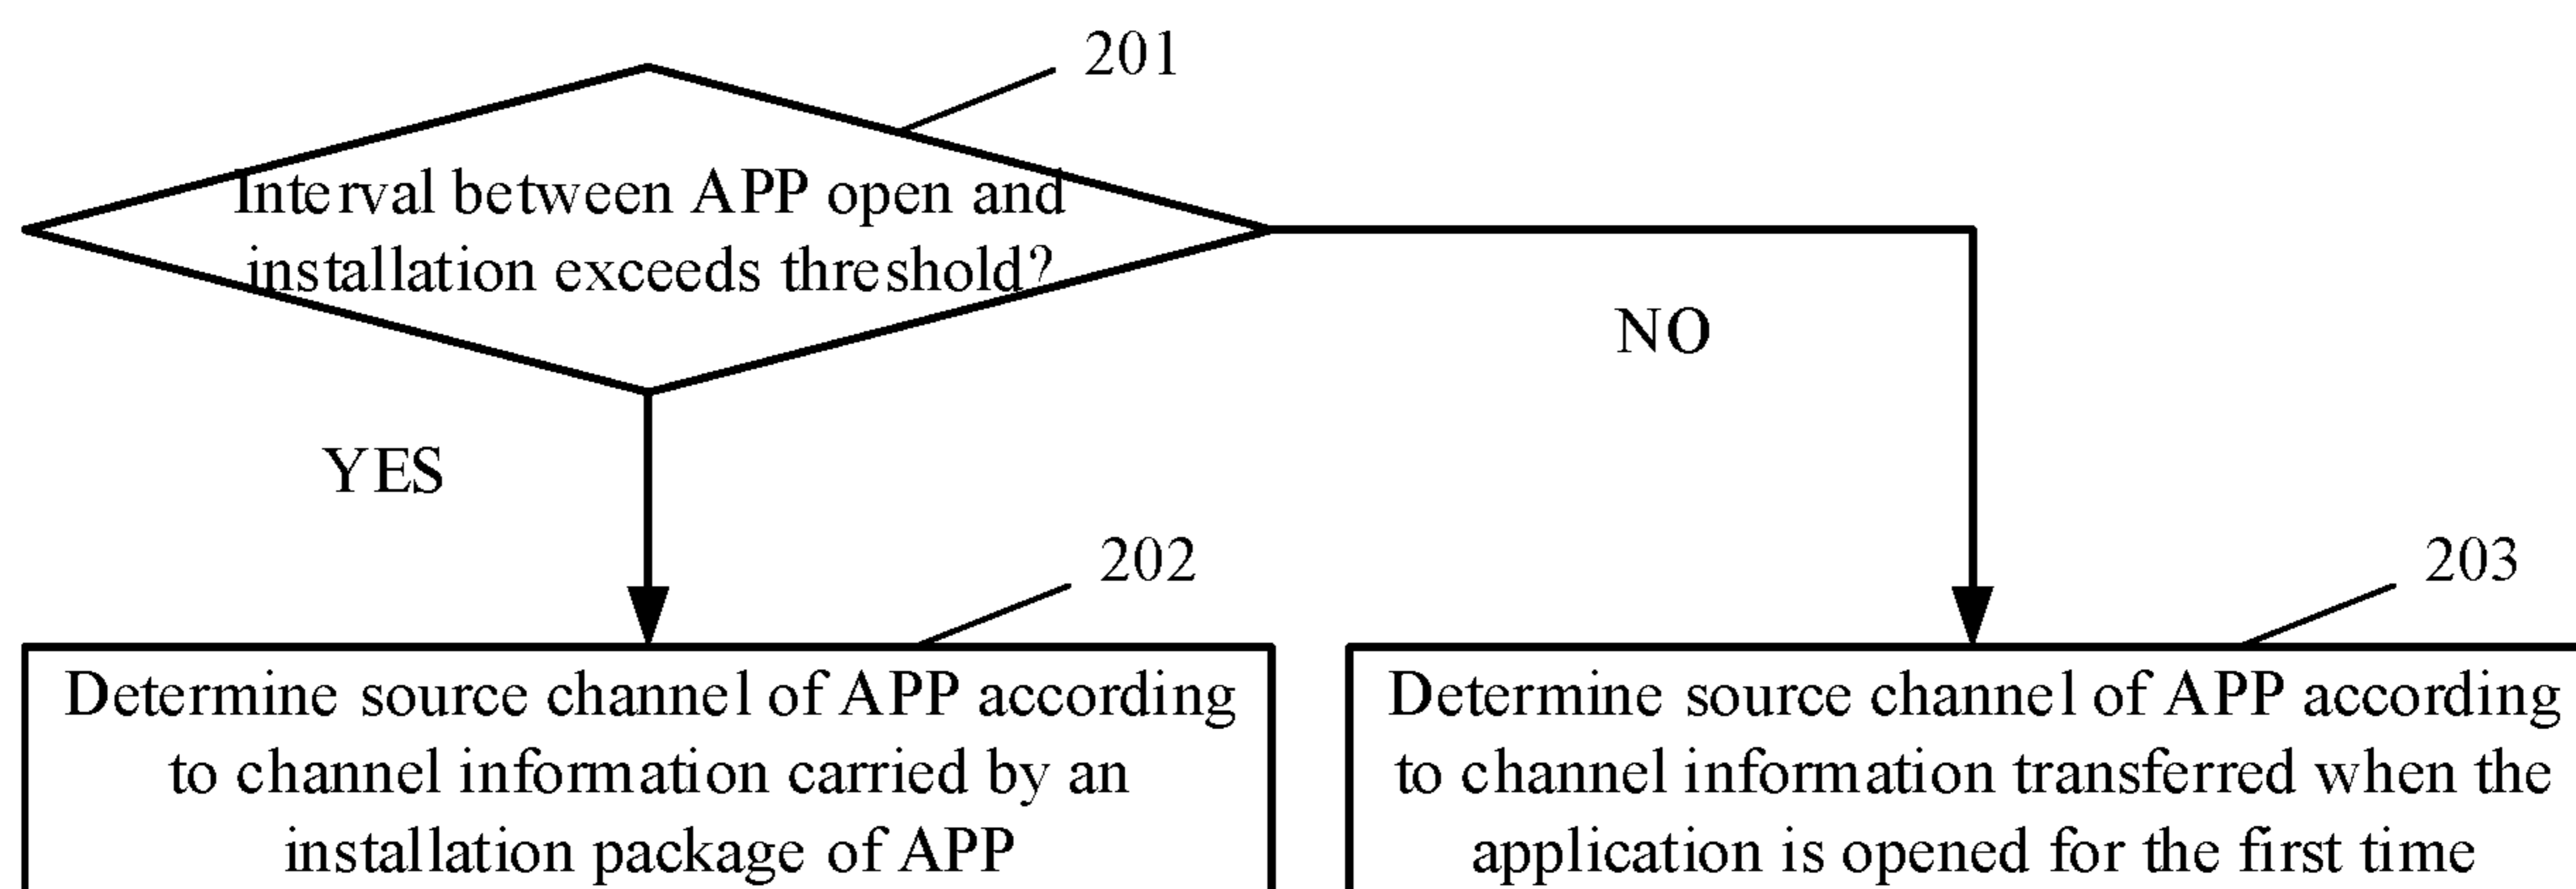 201
Interval between APP open and
installation exceeds threshold?
NO
YES
202
203
Determine source channel of APP according
to channel information carried by an
installation package of APP
Determine source channel of APP according
to channel information transferred when the
application is opened for the first time